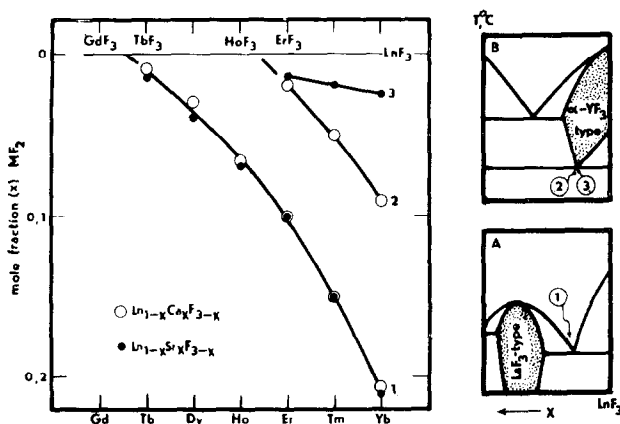 GdF3 TbF3 HoF3 ErF3
LnF3
0
0,1
0,2
mole fraction (x) MF2
3
2
1
Ln1-xCaxF3-x
Ln1-xSrxF3-x
Gd Tb Dy Ho Er Tm Yb
T,°C
B
α-YF3
type
2 3
A
1
LaF3-type
X
LnF3